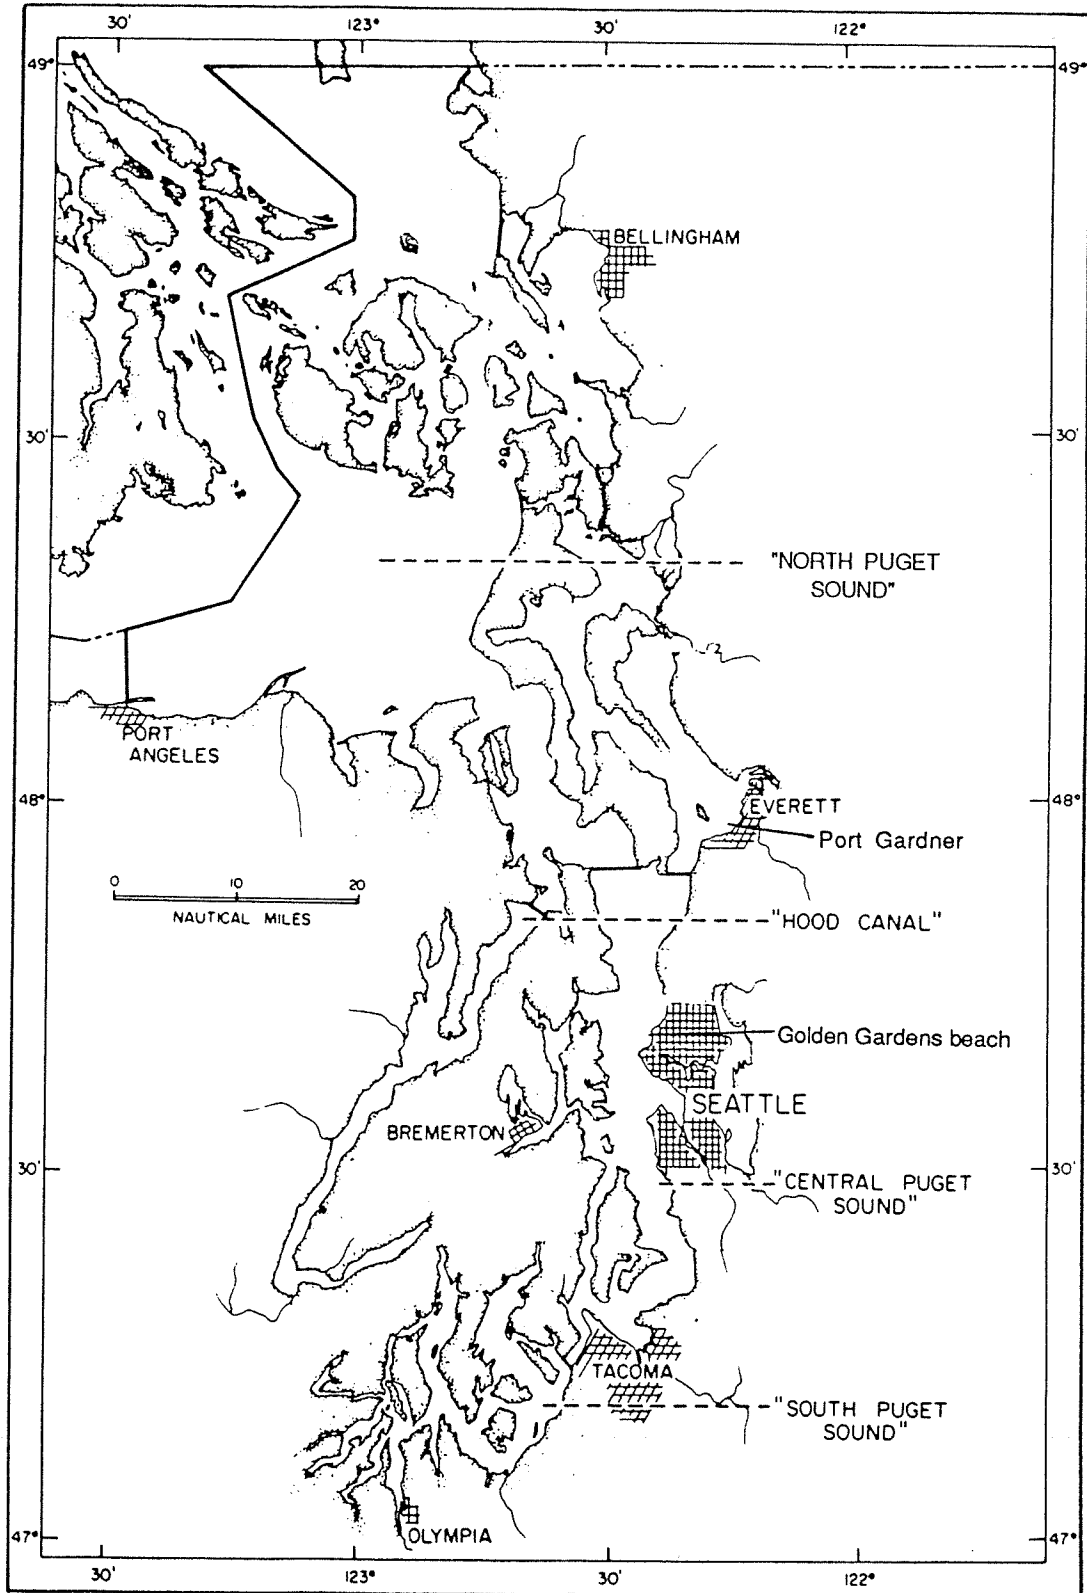 30'
123°
30'
122°
49°
49°
BELLINGHAM
30'
30'
"NORTH PUGET
SOUND"
PORT
ANGELES
48°
48°
EVERETT
Port Gardner
0
10
20
NAUTICAL MILES
"HOOD CANAL"
Golden Gardens beach
SEATTLE
BREMERTON
30'
30'
"CENTRAL PUGET
SOUND"
TACOMA
"SOUTH PUGET
SOUND"
OLYMPIA
47°
47°
30'
123°
30'
122°